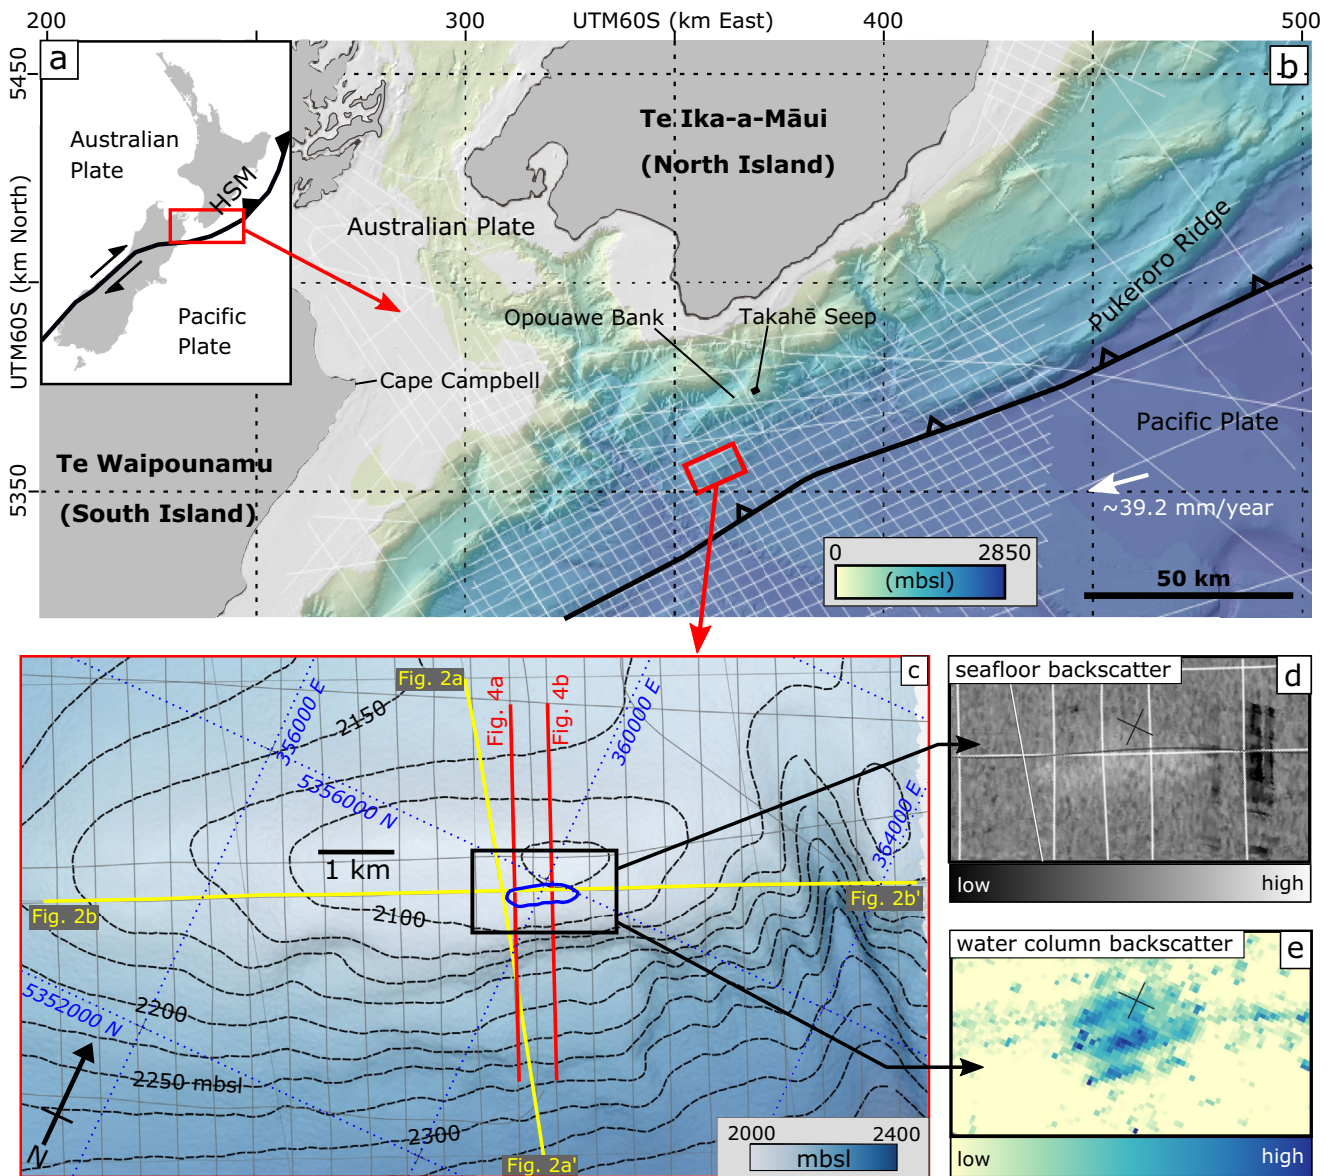 200
300
UTM60S (km East)
400
500
5450
UTM60S (km North)
5350
a
Australian
Plate
HSM
Pacific
Plate
b
Te Ika-a-Māui
(North Island)
Australian Plate
Opouawe Bank
Takahē Seep
Pukeroro Ridge
Cape Campbell
Pacific Plate
Te Waipounamu
(South Island)
~39.2 mm/year
0
2850
(mbsl)
50 km
c
Fig. 2a
Fig. 4a
Fig. 4b
356000 E
360000 E
364000 E
2150
5356000 N
1 km
2100
Fig. 2b
Fig. 2b'
5352000 N
2200
2250 mbsl
2300
N
Fig. 2a'
2000
2400
mbsl
seafloor backscatter
d
low
high
water column backscatter
e
low
high